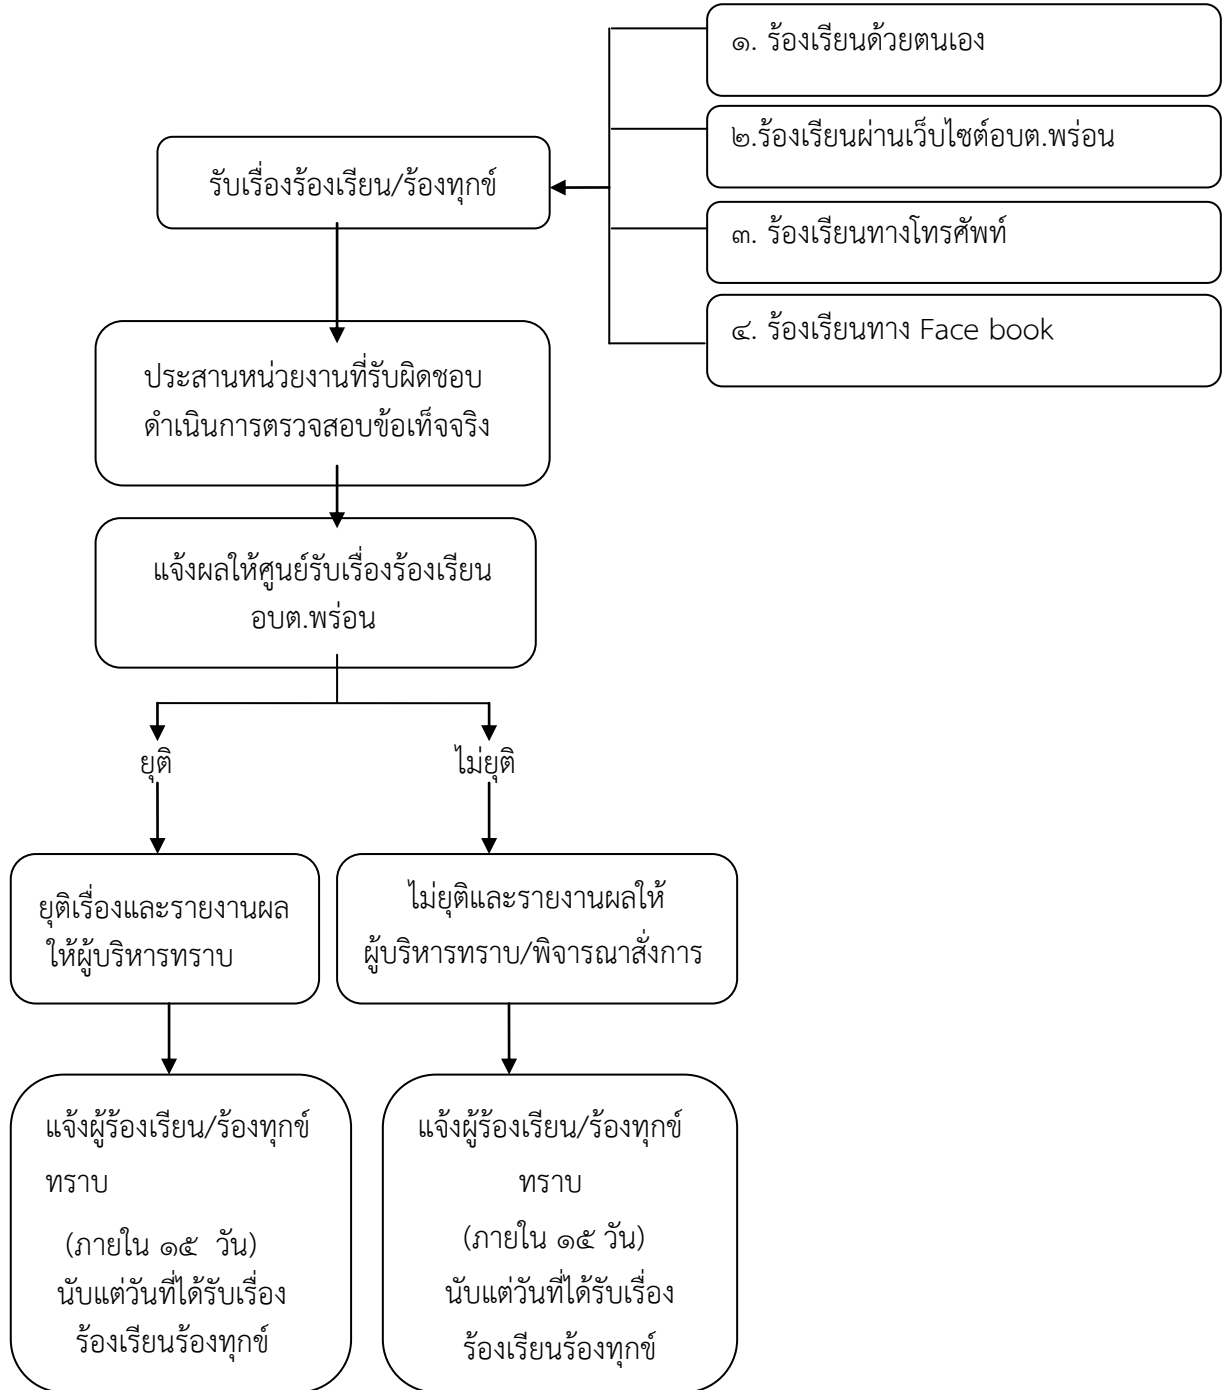 ๑. ร้องเรียนด้วยตนเอง
๒.ร้องเรียนผ่านเว็บไซต์อบต.พร่อน
รับเรื่องร้องเรียน/ร้องทุกข์
๓. ร้องเรียนทางโทรศัพท์
๔. ร้องเรียนทาง Face book
ประสานหน่วยงานที่รับผิดชอบ
ดำเนินการตรวจสอบข้อเท็จจริง
แจ้งผลให้ศูนย์รับเรื่องร้องเรียน
อบต.พร่อน
ยุติ
ไม่ยุติ
ยุติเรื่องและรายงานผล
ให้ผู้บริหารทราบ
ไม่ยุติและรายงานผลให้
ผู้บริหารทราบ/พิจารณาสั่งการ
แจ้งผู้ร้องเรียน/ร้องทุกข์
ทราบ
(ภายใน ๑๕ วัน)
นับแต่วันที่ได้รับเรื่อง
ร้องเรียนร้องทุกข์
แจ้งผู้ร้องเรียน/ร้องทุกข์
ทราบ
(ภายใน ๑๕ วัน)
นับแต่วันที่ได้รับเรื่อง
ร้องเรียนร้องทุกข์